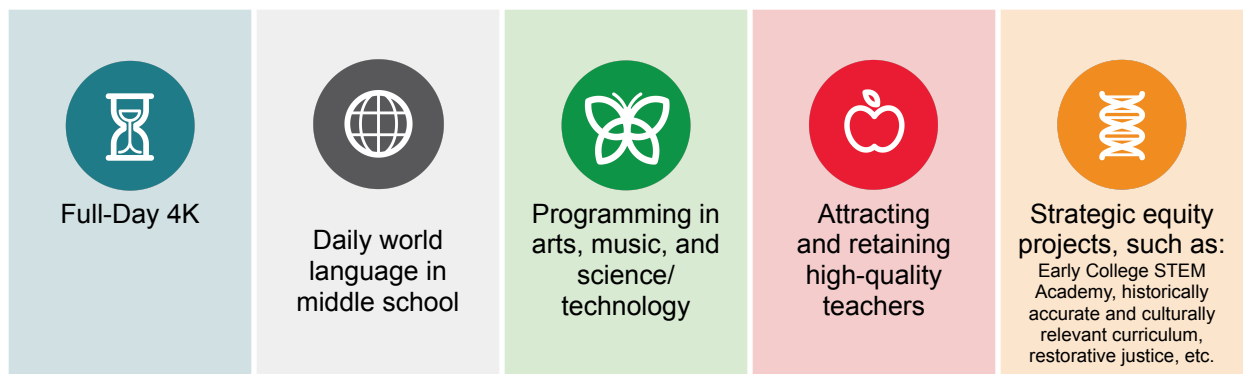 Full-Day 4K
Daily world
language in
middle school
Programming in
arts, music, and
science/
technology
Attracting
and retaining
high-quality
teachers
Strategic equity
projects, such as:
Early College STEM
Academy, historically
accurate and culturally
relevant curriculum,
restorative justice, etc.